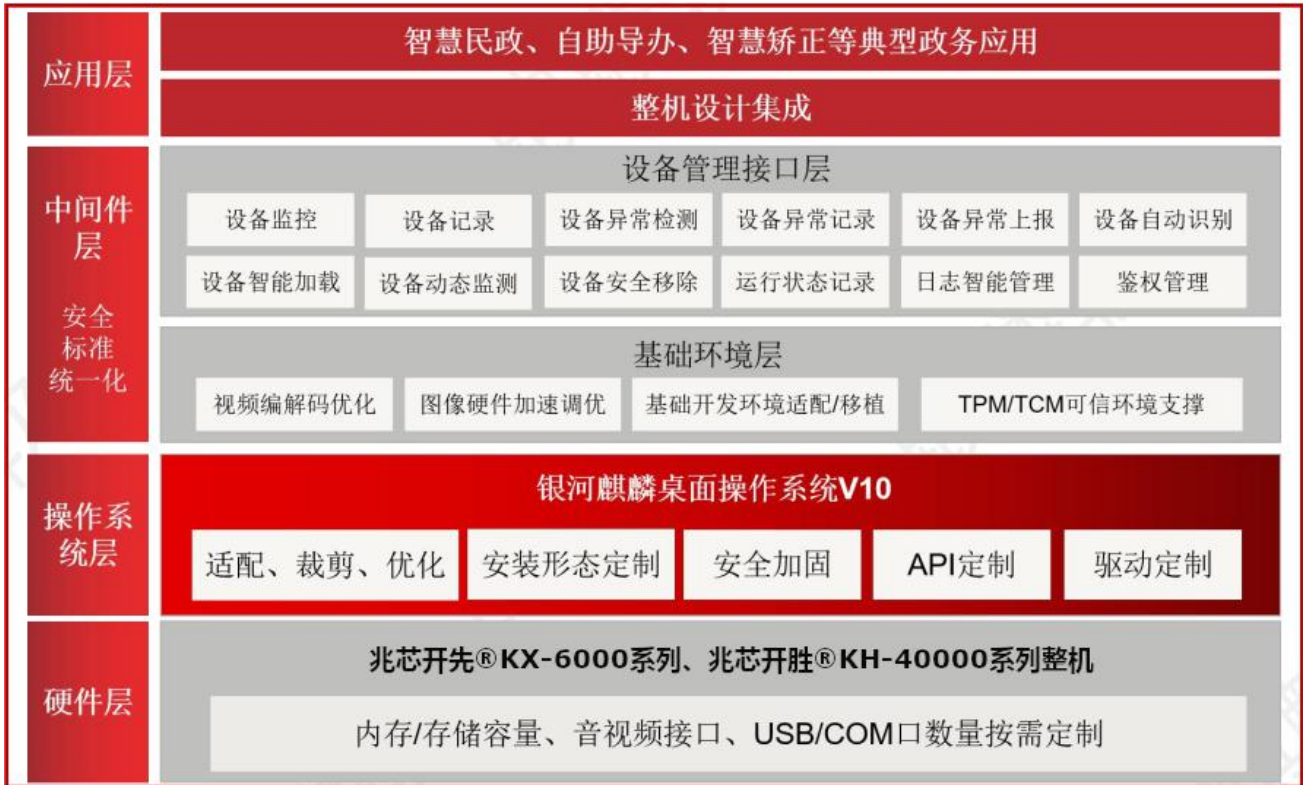 应用层
智慧民政、自助导办、智慧矫正等典型政务应用
整机设计集成
中间件
层
安全
标准
统一化
设备管理接口层
设备监控
设备记录
设备异常检测
设备异常记录
设备异常上报
设备自动识别
设备智能加载
设备动态监测
设备安全移除
运行状态记录
日志智能管理
鉴权管理
基础环境层
视频编解码优化
图像硬件加速调优
基础开发环境适配/移植
TPM/TCM可信环境支撑
操作系
统层
银河麒麟桌面操作系统V10
适配、裁剪、优化
安装形态定制
安全加固
API定制
驱动定制
硬件层
兆芯开先®KX-6000系列、兆芯开胜®KH-40000系列整机
内存/存储容量、音视频接口、USB/COM口数量按需定制